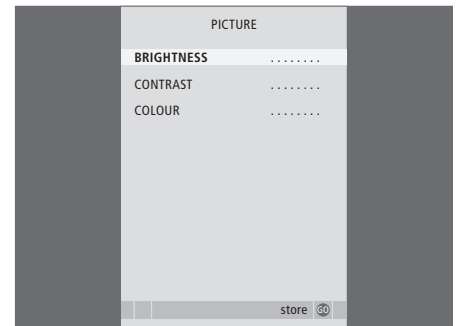 PICTURE
BRIGHTNESS ........
CONTRAST ........
COLOUR ........
store GO